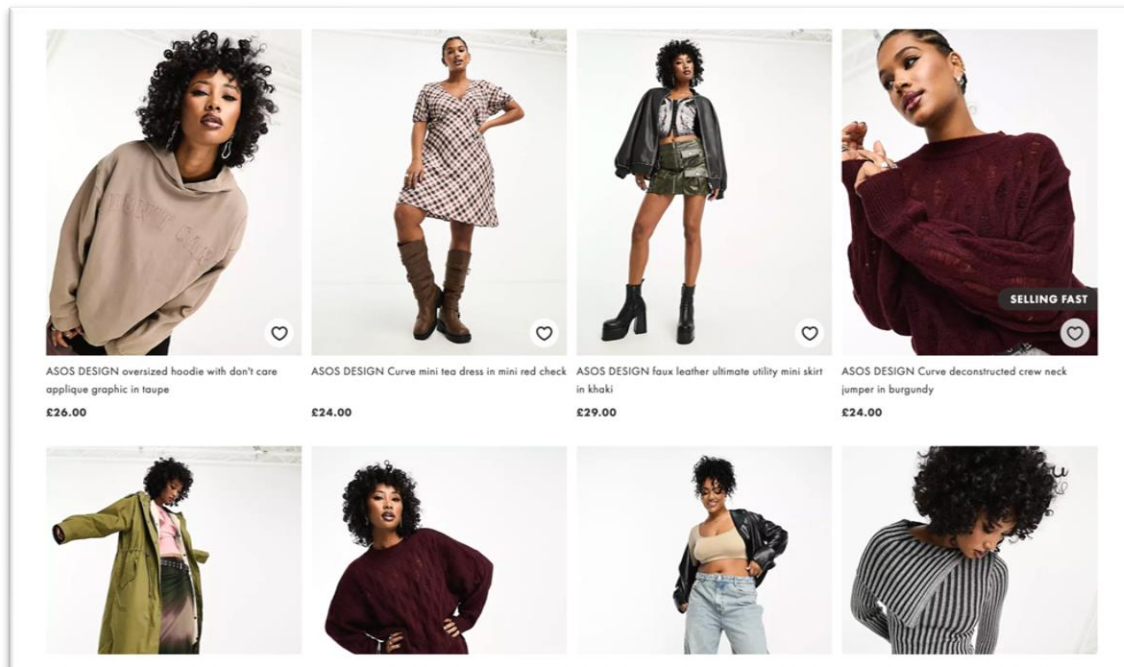 SELLING FAST
ASOS DESIGN oversized hoodie with don't care
applique graphic in taupe
£26.00
ASOS DESIGN Curve mini tea dress in mini red check
£24.00
ASOS DESIGN faux leather ultimate utility mini skirt
in khaki
£29.00
ASOS DESIGN Curve deconstructed crew neck
jumper in burgundy
£24.00